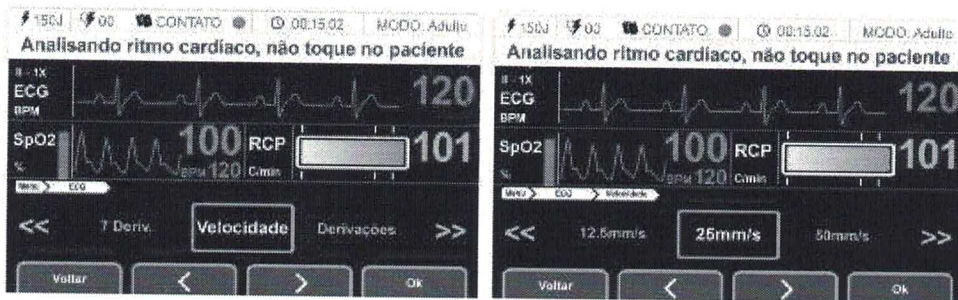 150J 00 CONTATO 00:15:02 MODO: Adulto
Analisando ritmo cardíaco, não toque no paciente
II - 1X
ECG
BPM
120
SpO2
%
100
BPM 120
RCP
C/min
101
Menu ECG
<< 7 Deriv. Velocidade Derivações >>
Voltar < > Ok
150J 00 CONTATO 00:15:02 MODO: Adulto
Analisando ritmo cardíaco, não toque no paciente
II - 1X
ECG
BPM
120
SpO2
%
100
BPM 120
RCP
C/min
101
Menu ECG Velocidade
<< 12.5mm/s 25mm/s 50mm/s >>
Voltar < > Ok